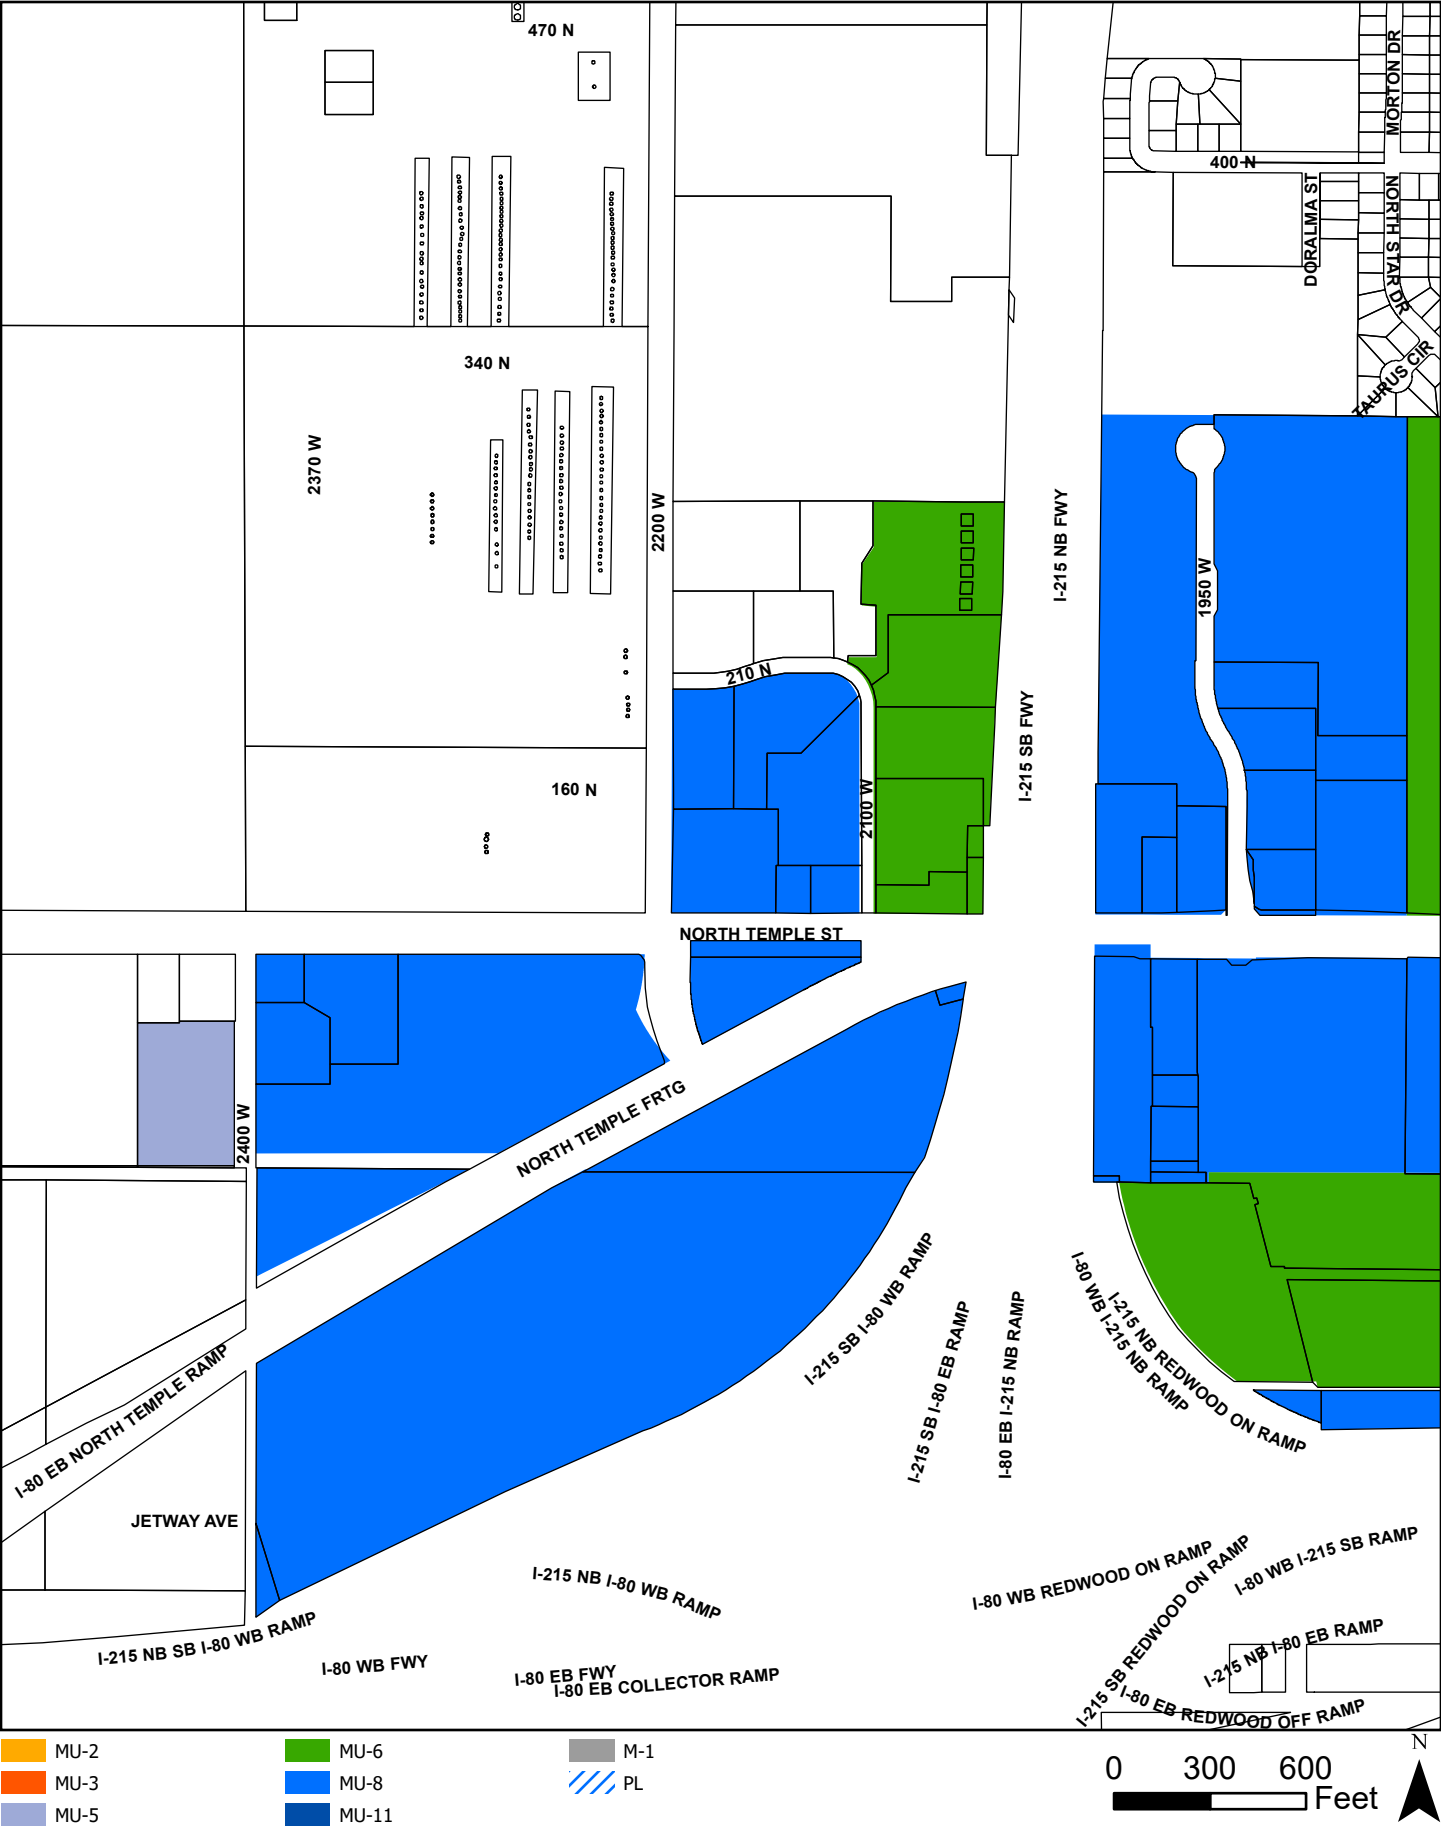 470 N
MORTON DR
400 N
DORALMA ST
NORTH STAR DR
340 N
TAURUS CIR
2370 W
2200 W
I-215 NB FWY
1950 W
210 N
I-215 SB FWY
160 N
2100 W
NORTH TEMPLE ST
2400 W
NORTH TEMPLE FRTG
I-215 SB I-80 WB RAMP
I-215 SB I-80 EB RAMP
I-80 EB I-215 NB RAMP
I-80 WB I-215 NB RAMP
I-215 NB REDWOOD ON RAMP
I-80 EB NORTH TEMPLE RAMP
JETWAY AVE
I-215 NB I-80 WB RAMP
I-80 WB REDWOOD ON RAMP
I-215 SB REDWOOD ON RAMP
I-80 WB I-215 SB RAMP
I-215 NB SB I-80 WB RAMP
I-80 WB FWY
I-80 EB FWY
I-80 EB COLLECTOR RAMP
I-215 NB I-80 EB RAMP
I-80 EB REDWOOD OFF RAMP
MU-2
MU-3
MU-5
MU-6
MU-8
MU-11
M-1
PL
0 300 600
Feet
N